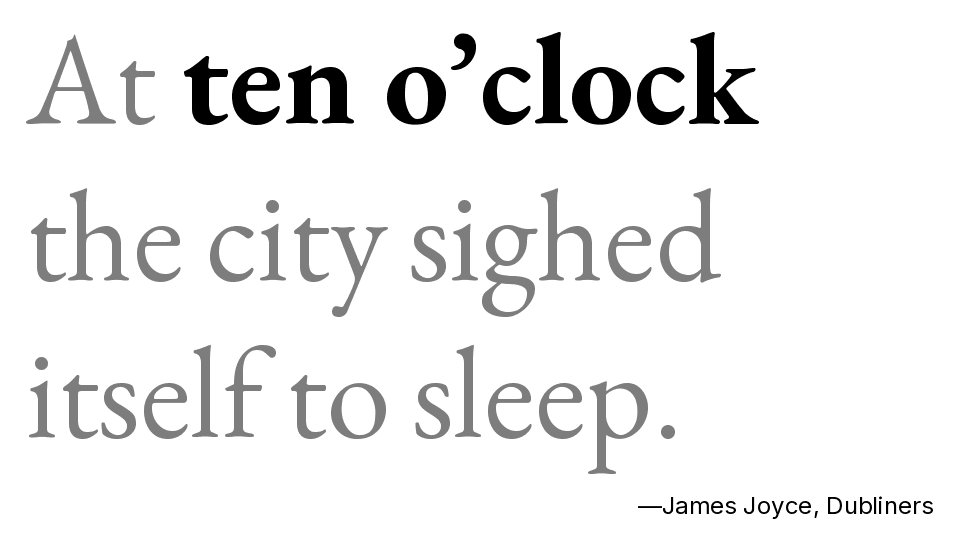 At ten o’clock
the city sighed
itself to sleep.
—James Joyce, Dubliners